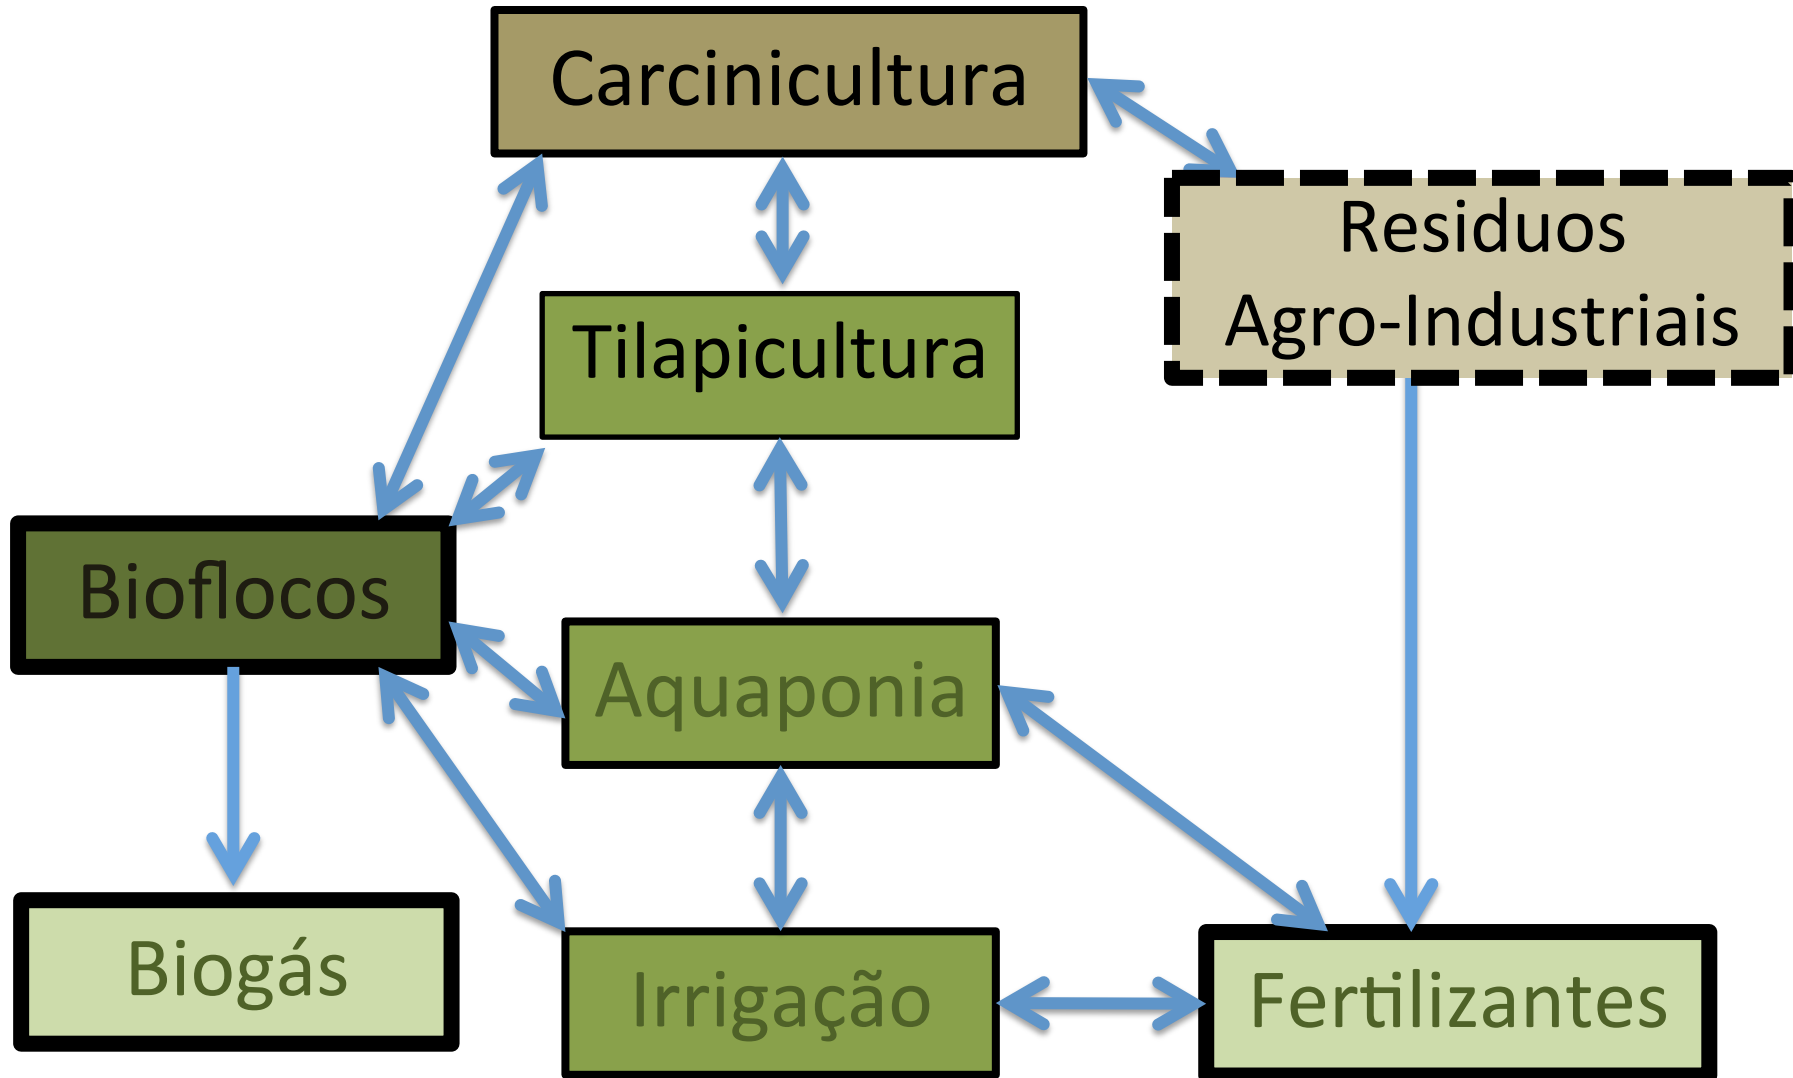 Carcinicultura
Residuos
Agro-Industriais
Tilapicultura
Bioflocos
Aquaponia
Biogás
Irrigação
Fertilizantes